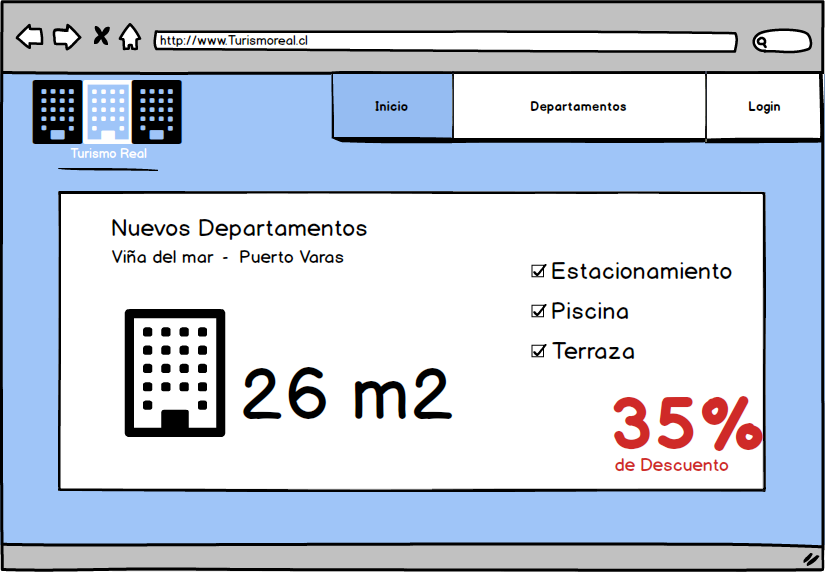 http://www.Turismoreal.cl
Inicio
Departamentos
Login
Turismo Real
Nuevos Departamentos
Viña del mar - Puerto Varas
Estacionamiento
Piscina
Terraza
26 m2
35%
de Descuento